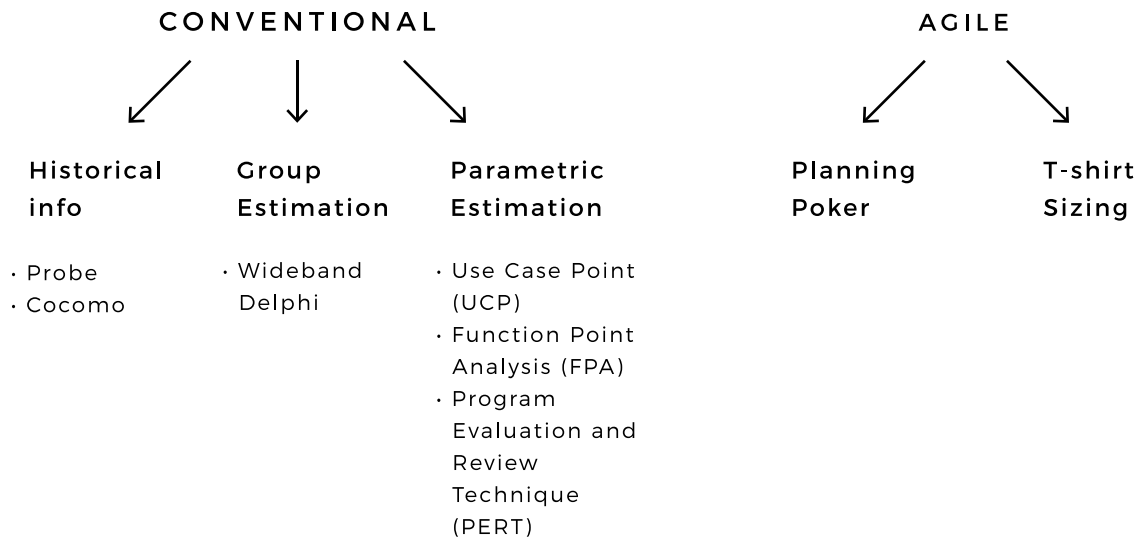 CONVENTIONAL
Historical
info
· Probe
· Cocomo
Group
Estimation
· Wideband
Delphi
Parametric
Estimation
· Use Case Point
(UCP)
· Function Point
Analysis (FPA)
· Program
Evaluation and
Review
Technique
(PERT)
AGILE
Planning
Poker
T-shirt
Sizing